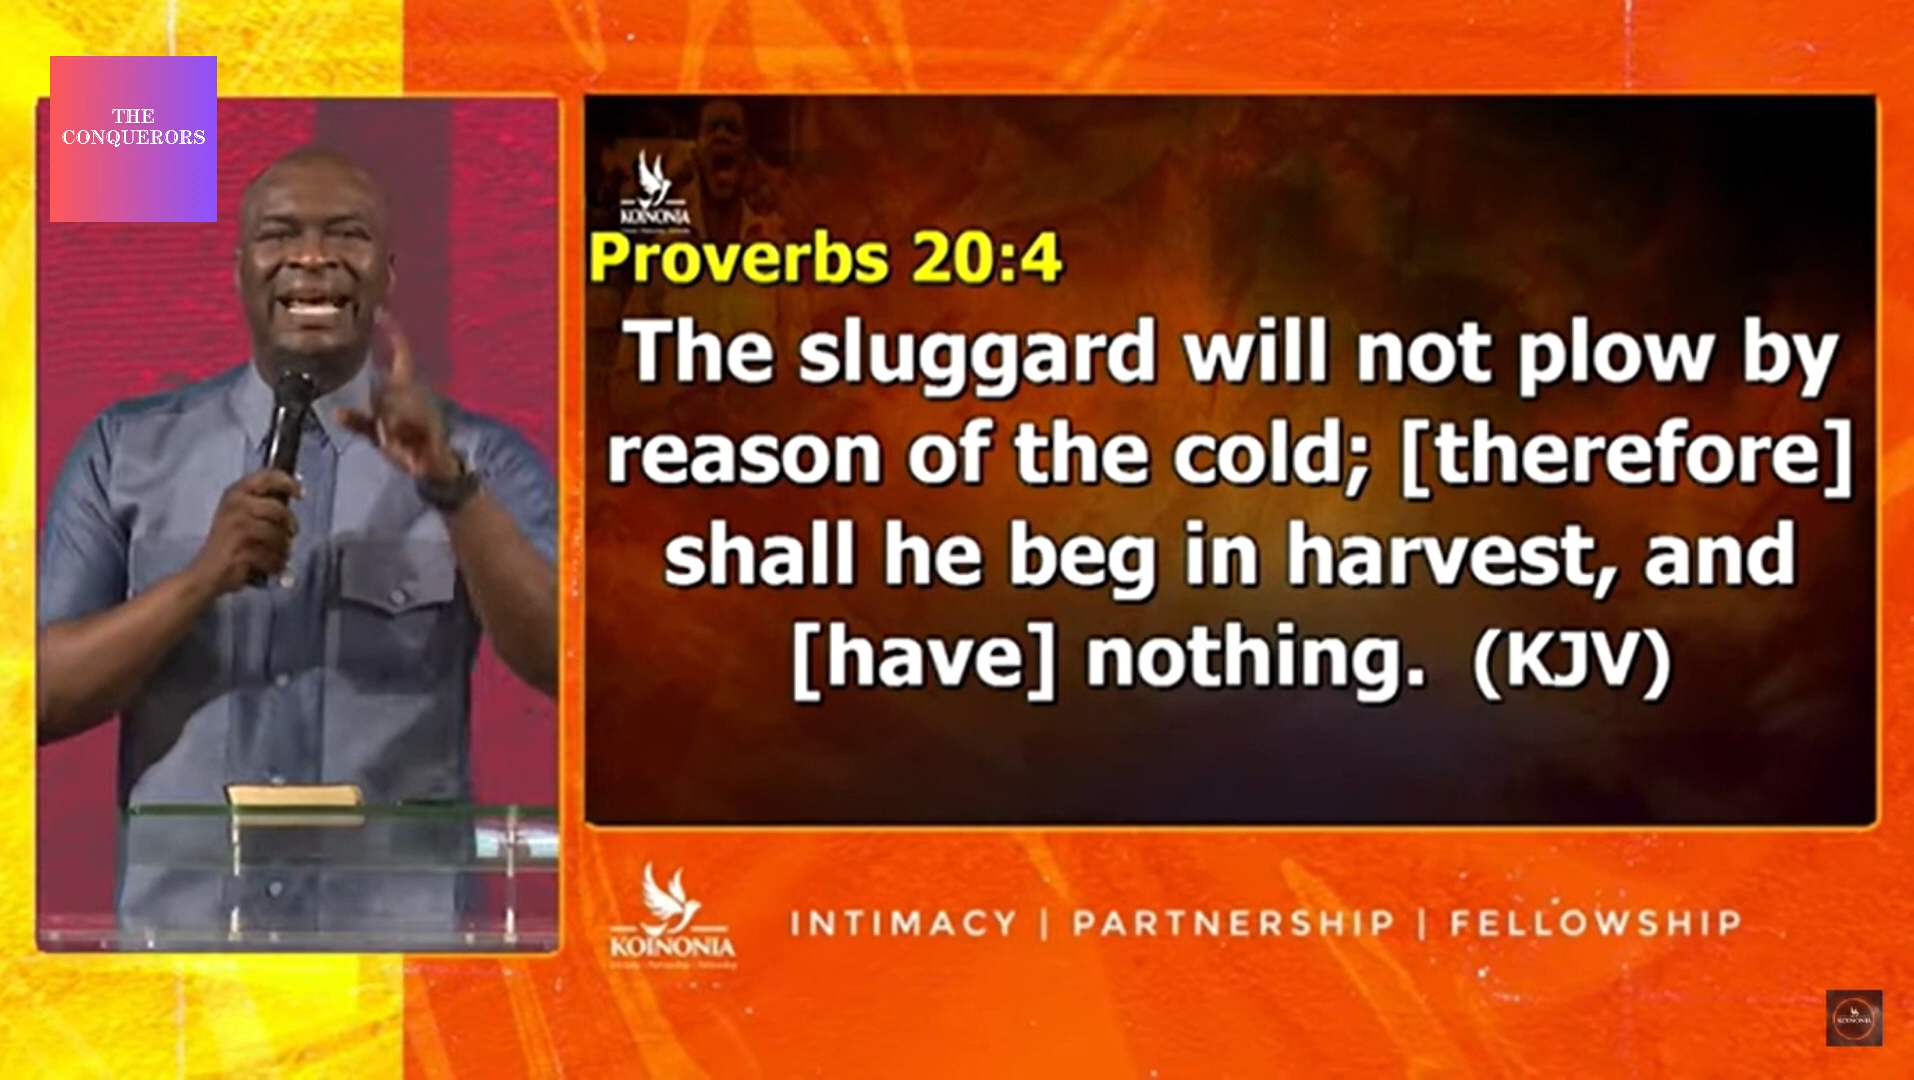 THE
CONQUERORS
KOINONIA
Proverbs 20:4
The sluggard will not plow by
reason of the cold; [therefore]
shall he beg in harvest, and
[have] nothing. (KJV)
KOINONIA
INTIMACY | PARTNERSHIP | FELLOWSHIP
KOINONIA